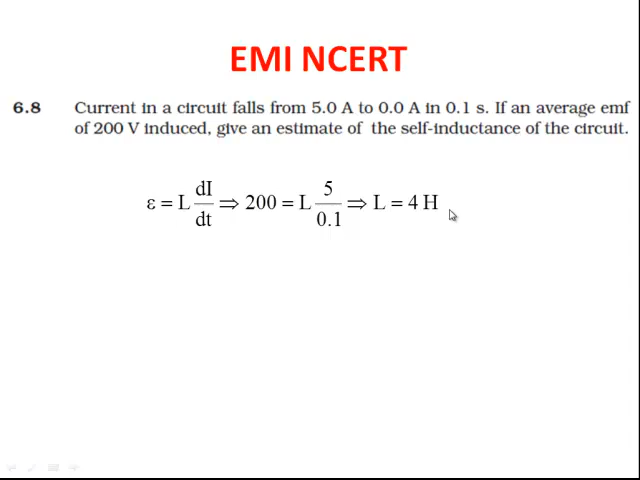 EMI NCERT
6.8 Current in a circuit falls from 5.0 A to 0.0 A in 0.1 s. If an average emf
of 200 V induced, give an estimate of the self-inductance of the circuit.
ε = L dI/dt ⇒ 200 = L 5/0.1 ⇒ L = 4 H